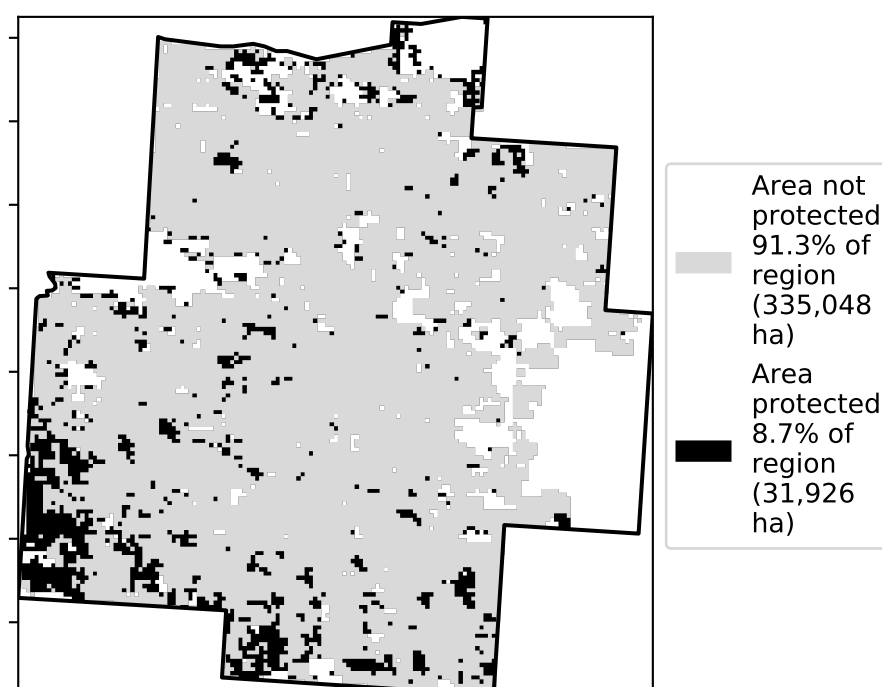 Area not
protected
91.3% of
region
(335,048
ha)
Area
protected
8.7% of
region
(31,926
ha)